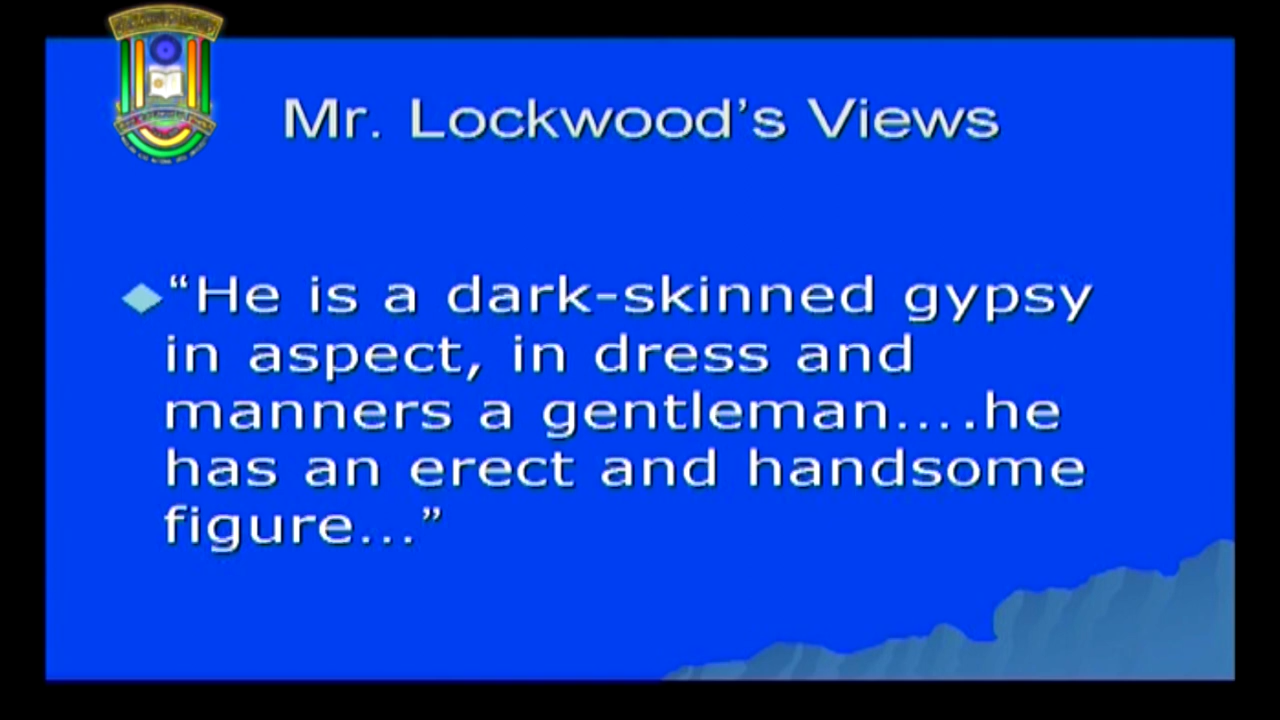 Mr. Lockwood’s Views
“He is a dark-skinned gypsy
in aspect, in dress and
manners a gentleman....he
has an erect and handsome
figure...”